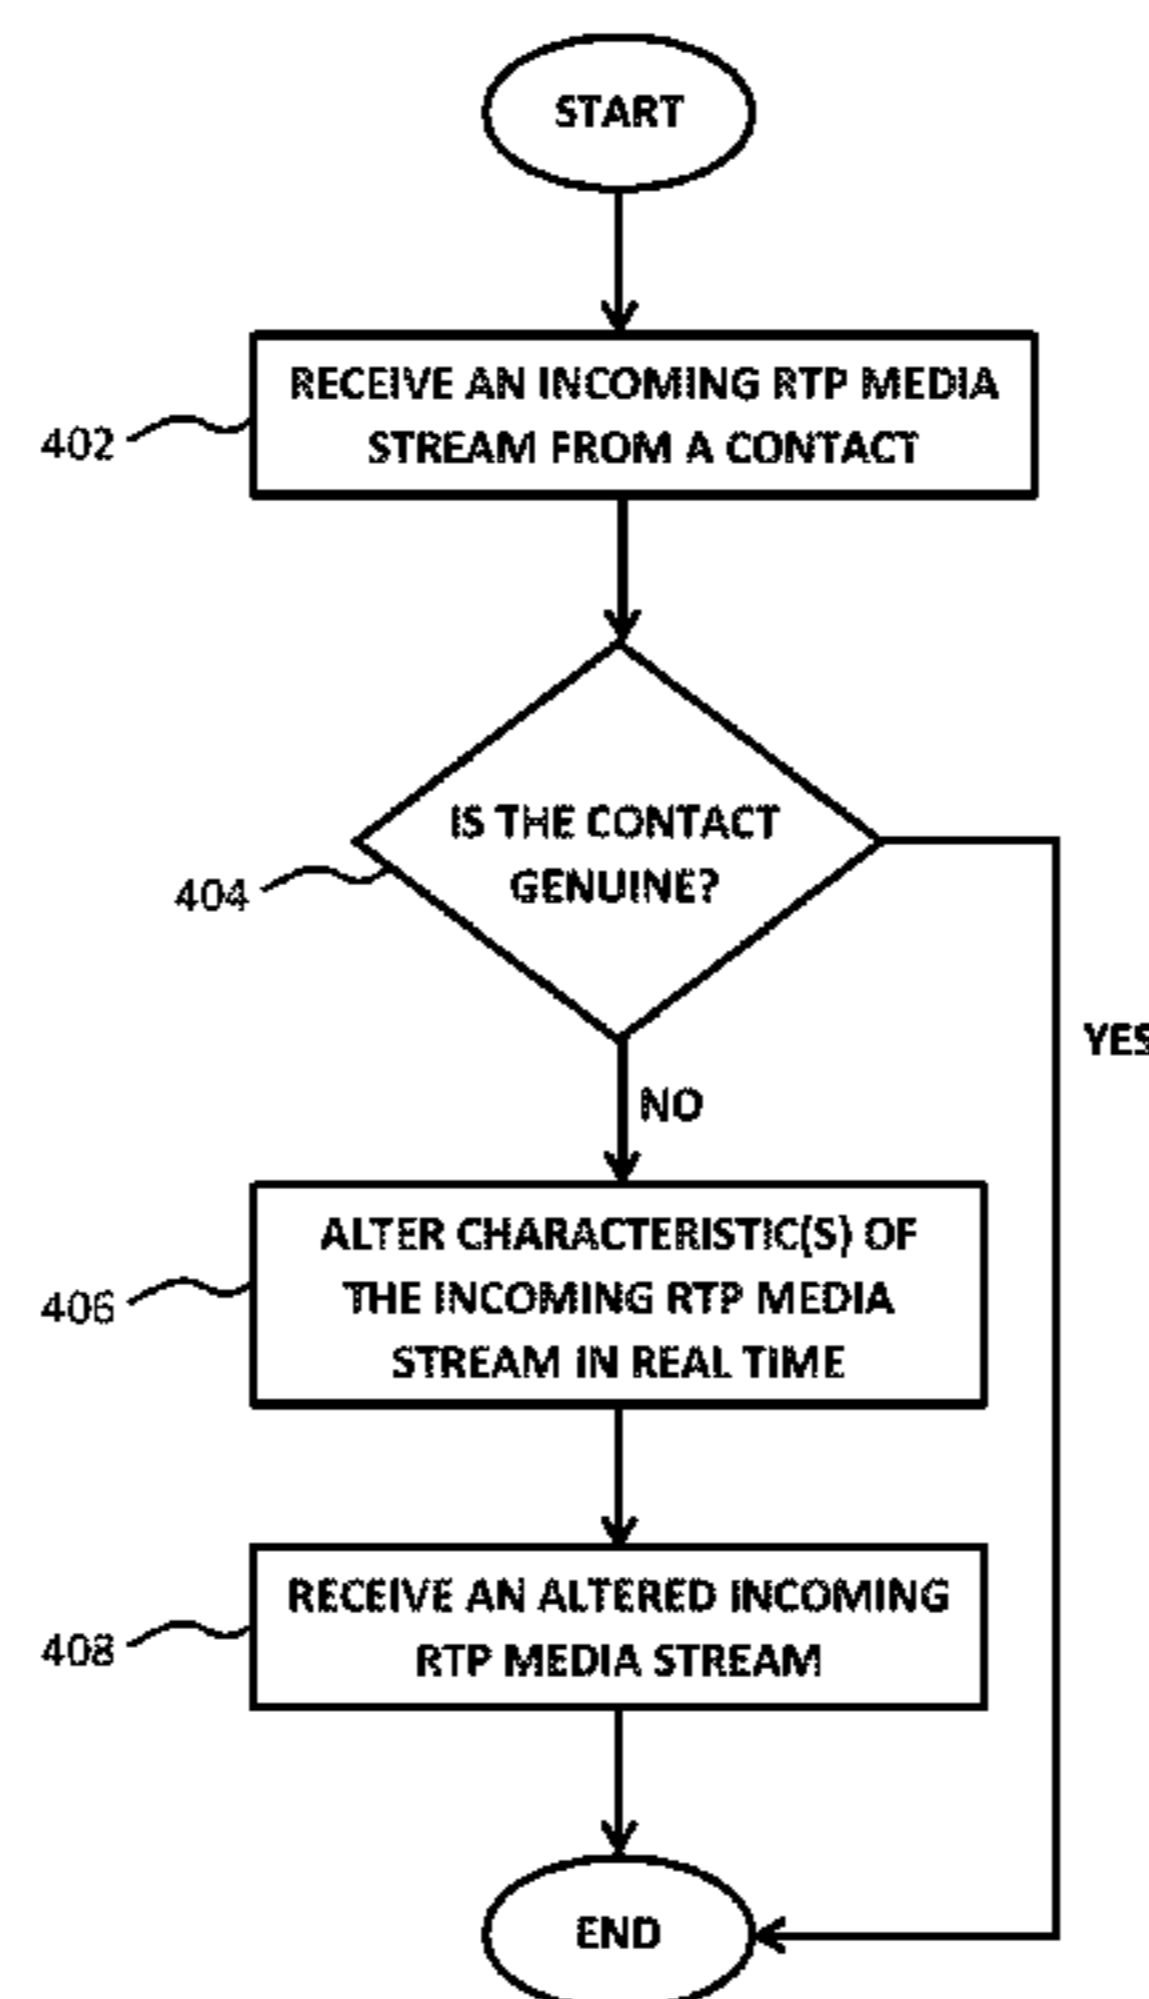 START
RECEIVE AN INCOMING RTP MEDIA
STREAM FROM A CONTACT
402
IS THE CONTACT
GENUINE?
404
YES
NO
ALTER CHARACTERISTIC(S) OF
THE INCOMING RTP MEDIA
STREAM IN REAL TIME
406
RECEIVE AN ALTERED INCOMING
RTP MEDIA STREAM
408
END